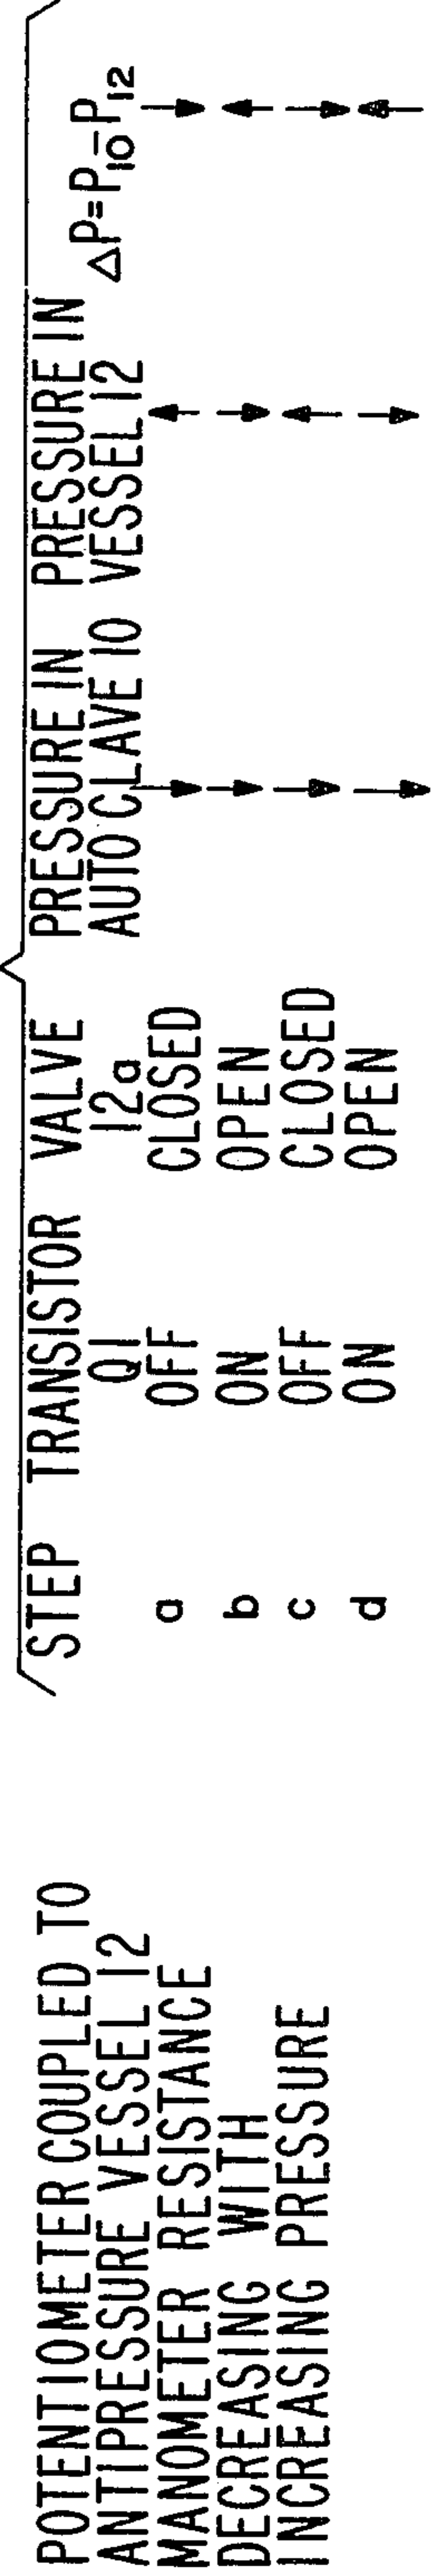 POTENTIOMETER COUPLED TO
ANTIPRESSURE VESSEL 12
MANOMETER RESISTANCE
DECREASING WITH
INCREASING PRESSURE
STEP TRANSISTOR VALVE PRESSURE IN PRESSURE IN
Q1 12a AUTOCLAVE 10 VESSEL 12 ΔP=P10-P12
a OFF CLOSED ↓ ↑ ↓
b ON OPEN ↓ ↓ ↑
c OFF CLOSED ↓ ↑ ↓
d ON OPEN ↓ ↓ ↑